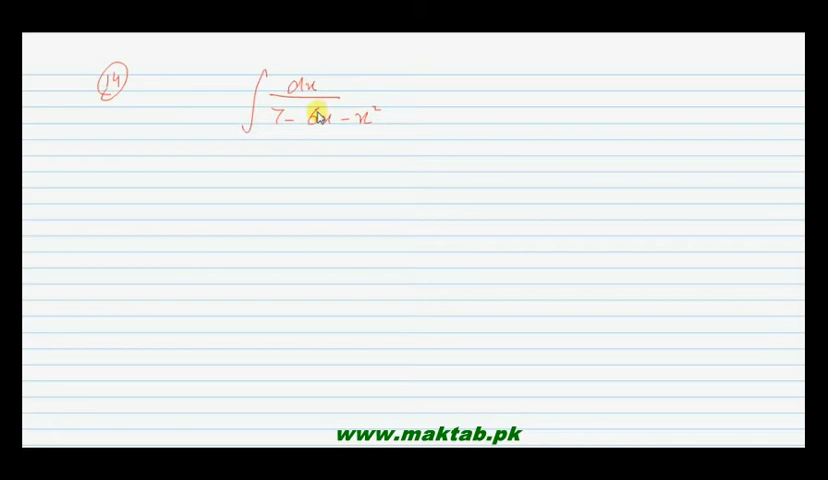 14
∫ dx
7 - 6x - x²
www.maktab.pk